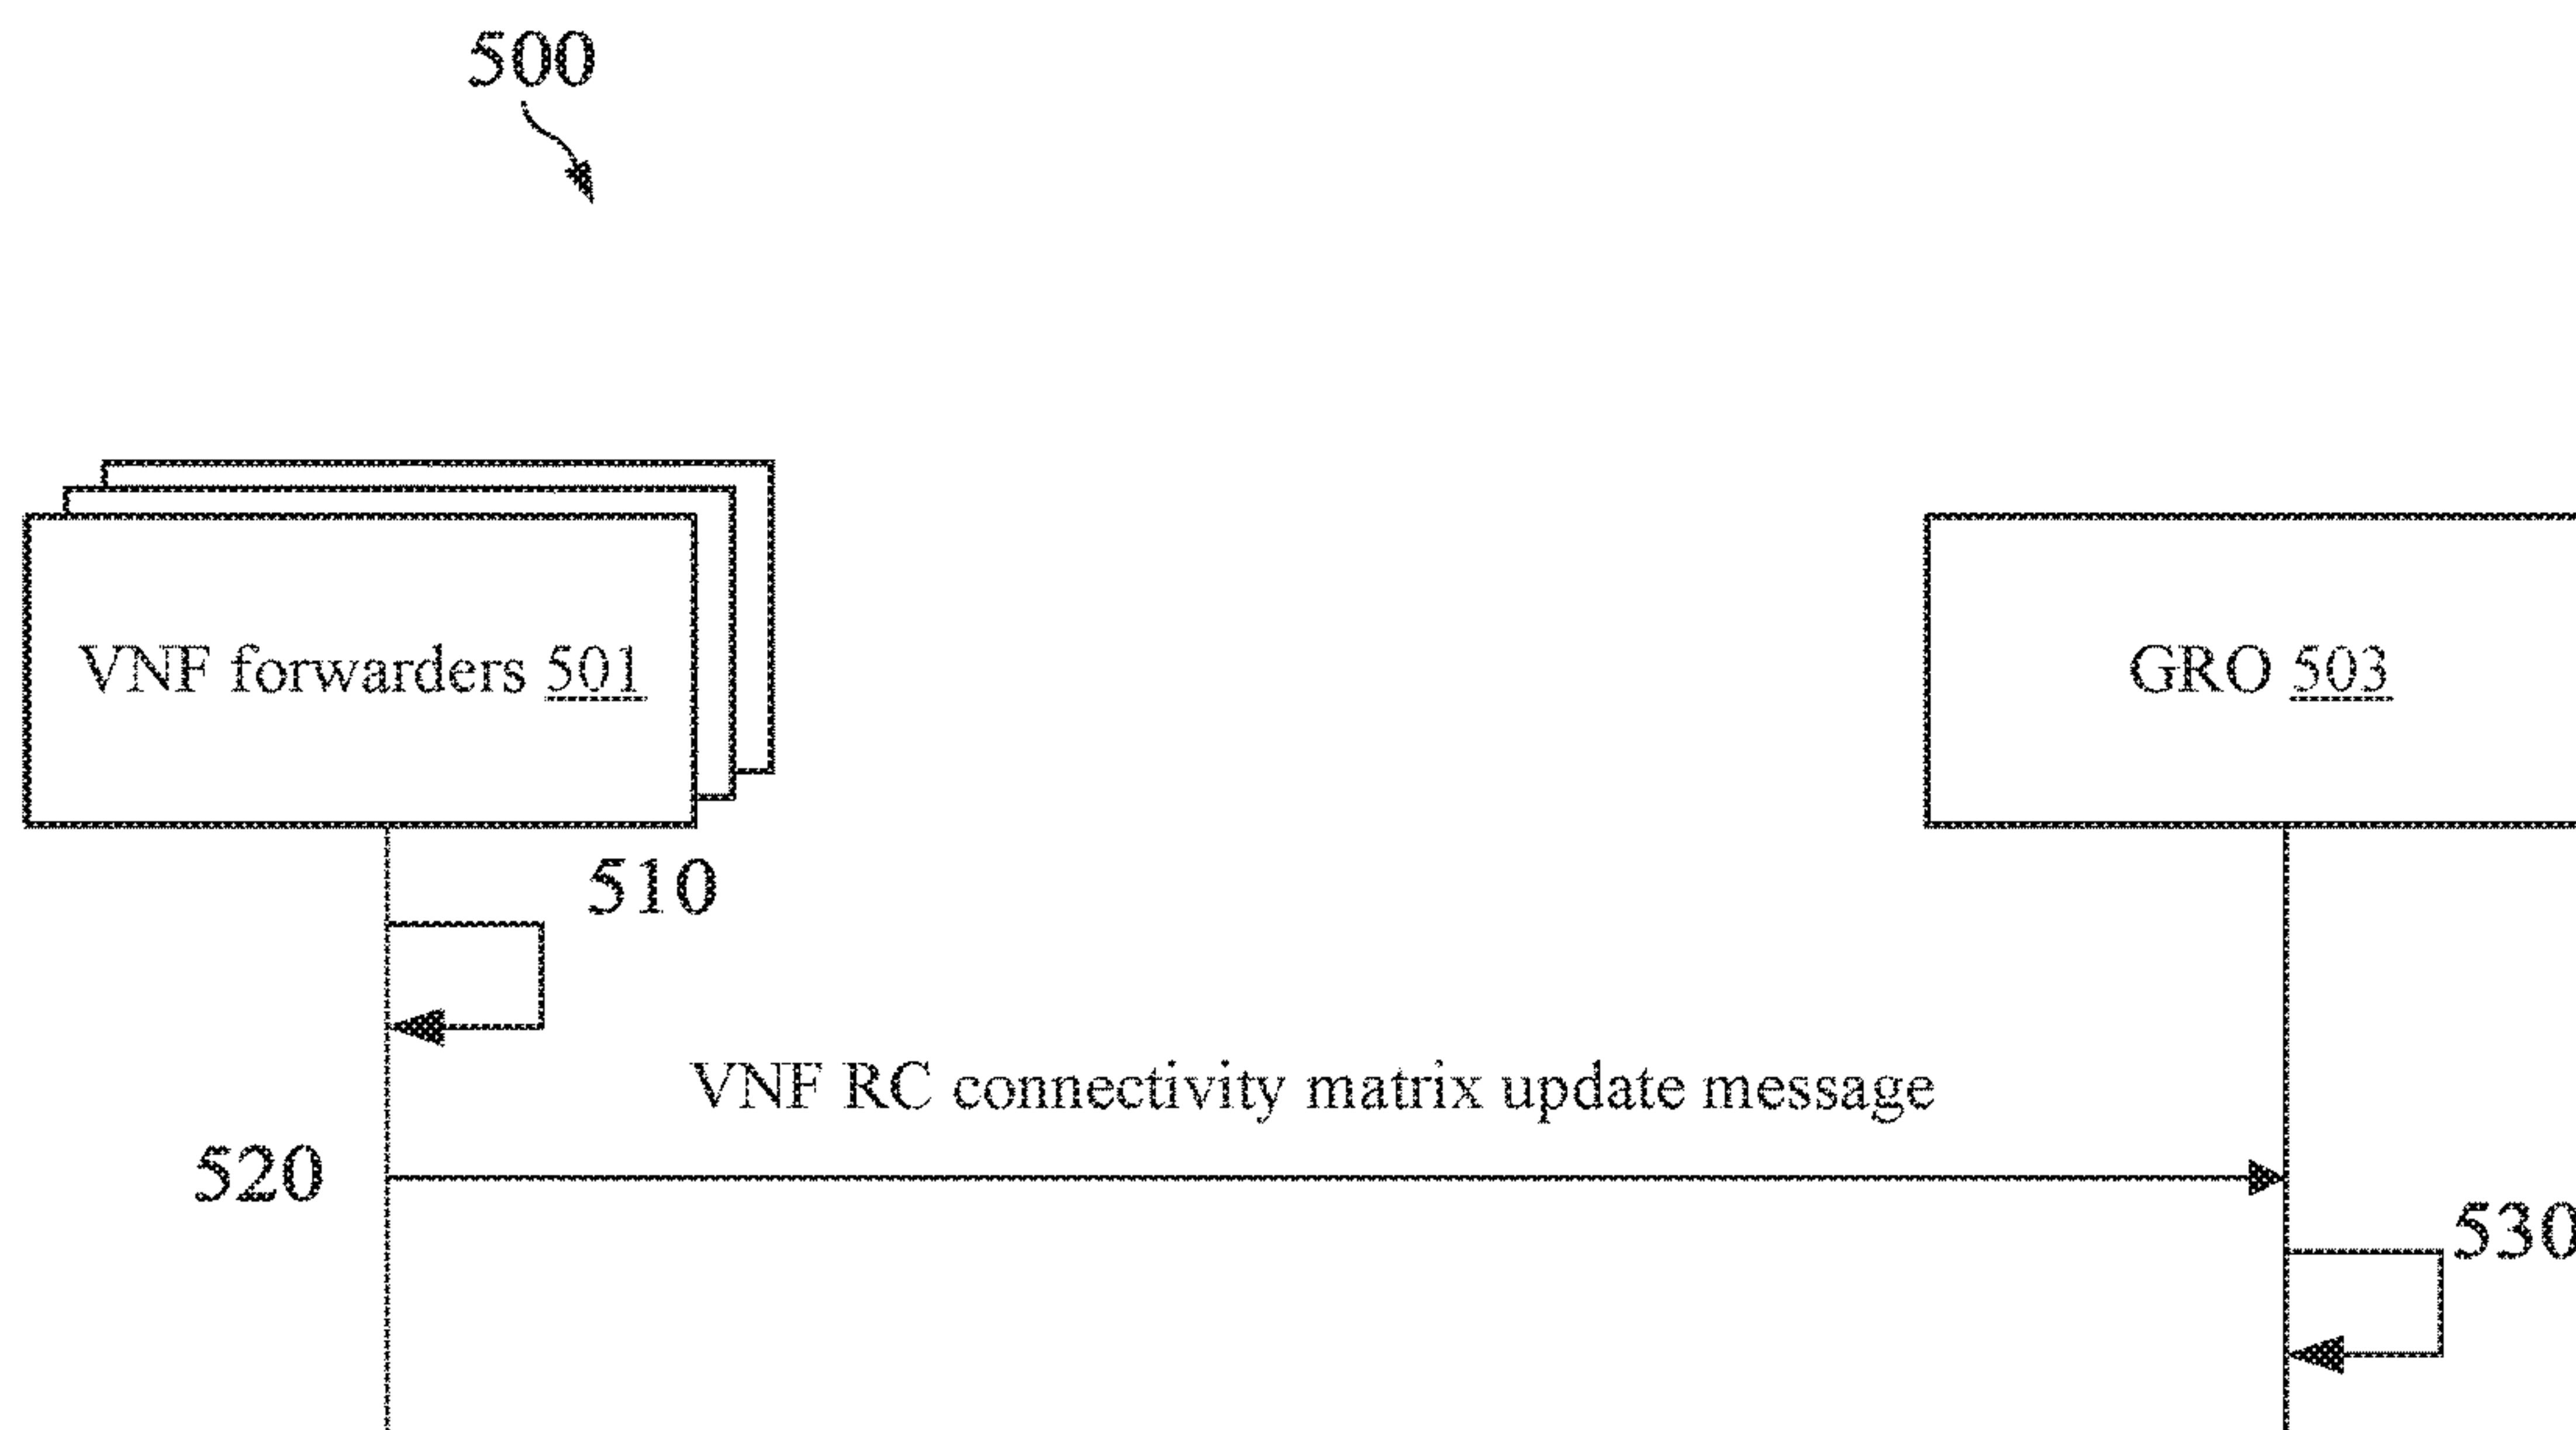 500
VNF forwarders 501
GRO 503
510
VNF RC connectivity matrix update message
520
530